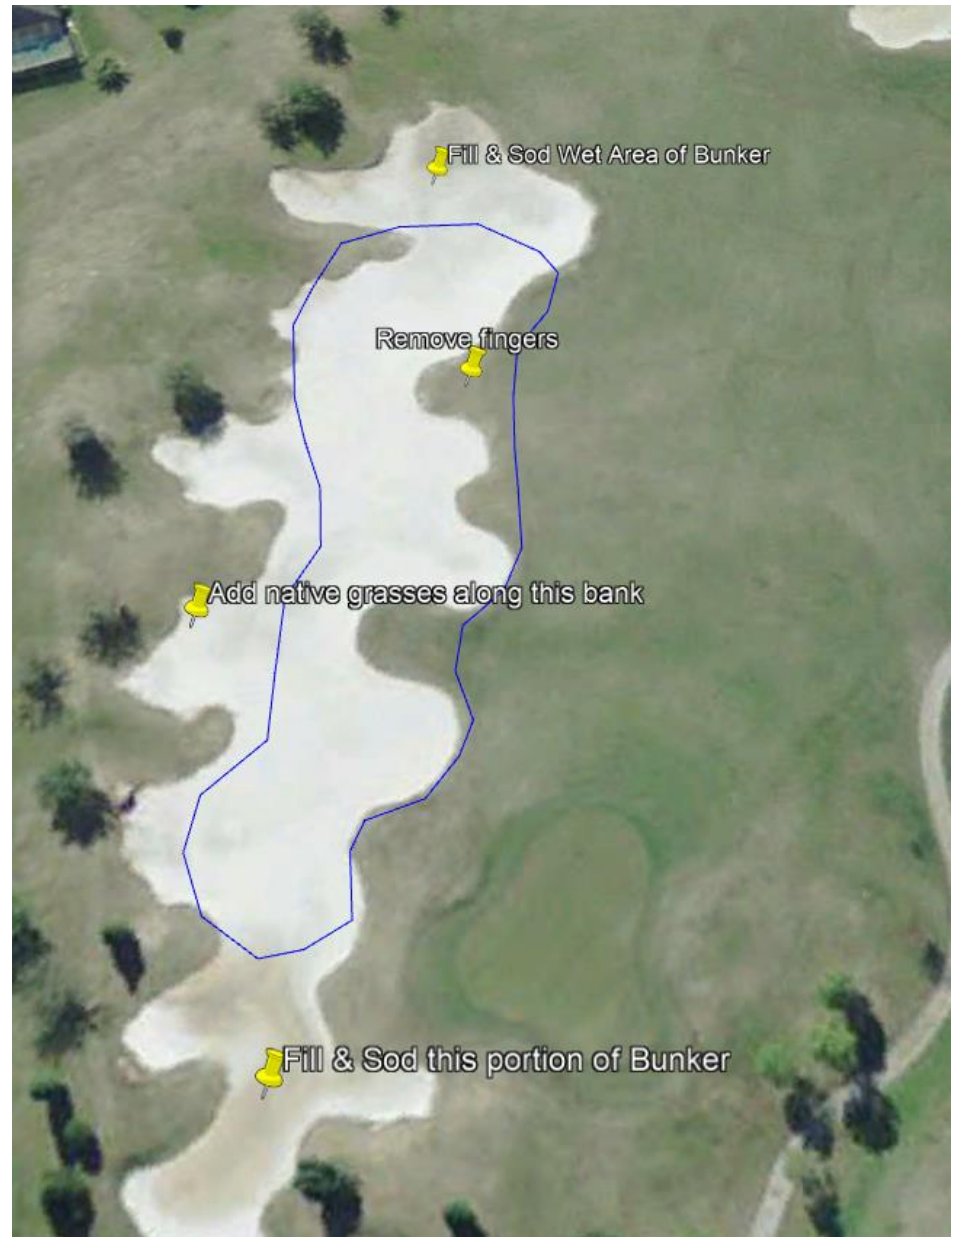 Fill & Sod Wet Area of Bunker
Remove fingers
Add native grasses along this bank
Fill & Sod this portion of Bunker